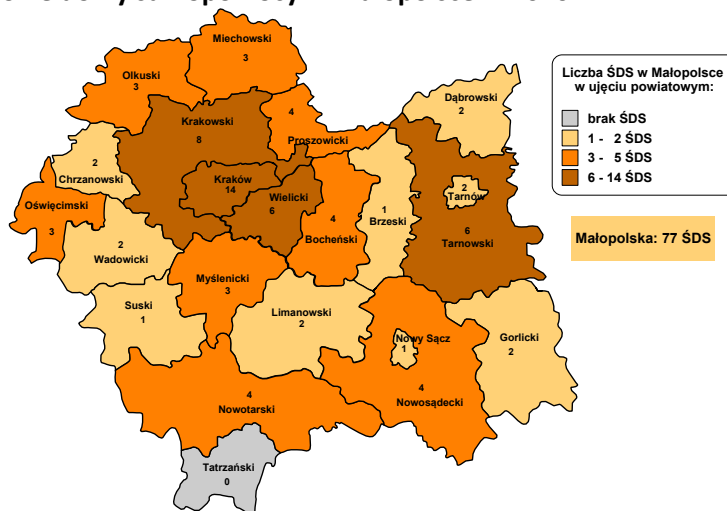 Miechowski
3
Olkuski
3
Krakowski
8
4
Proszowicki
Dąbrowski
2
2
Chrzanowski
Kraków
14
Wielicki
6
2
Tarnów
6
Tarnowski
Oświęcimski
3
4
Bocheński
1
Brzeski
2
Wadowicki
Myślenicki
3
Suski
1
Limanowski
2
Nowy Sącz
1
Gorlicki
2
4
Nowotarski
4
Nowosądecki
Tatrzański
0
Liczba ŚDS w Małopolsce
w ujęciu powiatowym:
brak ŚDS
1 - 2 ŚDS
3 - 5 ŚDS
6 - 14 ŚDS
Małopolska: 77 ŚDS